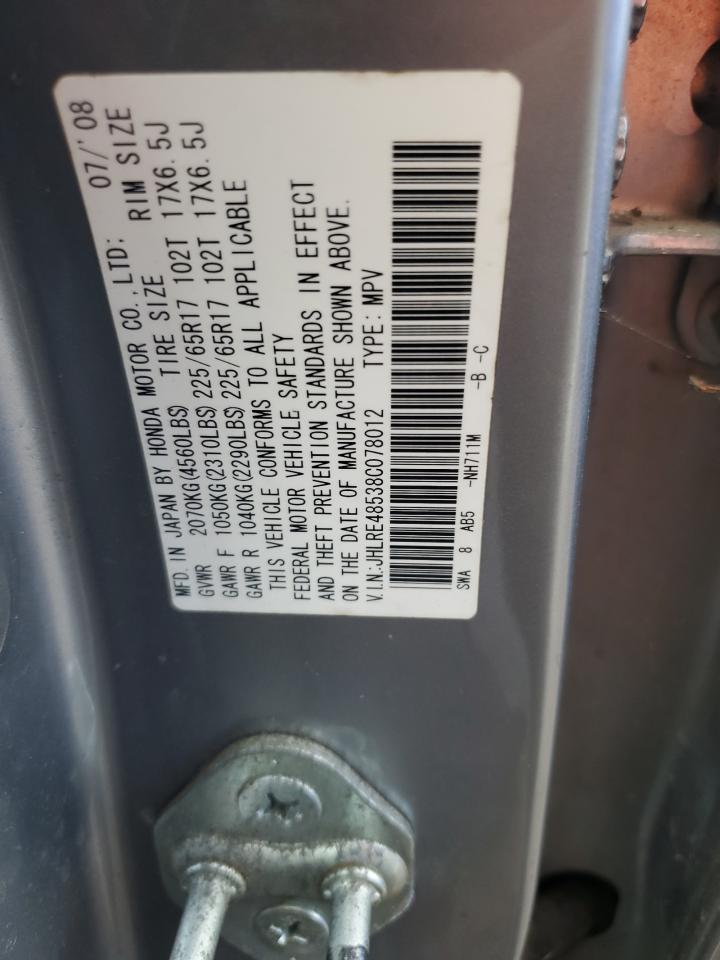 MFD. IN JAPAN BY HONDA MOTOR CO., LTD: 07/'08
GVWR 2070KG(4560LBS) TIRE SIZE RIM SIZE
GAWR F 1050KG(2310LBS) 225/65R17 102T 17X6.5J
GAWR R 1040KG(2290LBS) 225/65R17 102T 17X6.5J
THIS VEHICLE CONFORMS TO ALL APPLICABLE
FEDERAL MOTOR VEHICLE SAFETY
AND THEFT PREVENTION STANDARDS IN EFFECT
ON THE DATE OF MANUFACTURE SHOWN ABOVE.
V.I.N:JHLRE48538C078012 TYPE: MPV
SWA 8 AB5 -NH711M -B -C